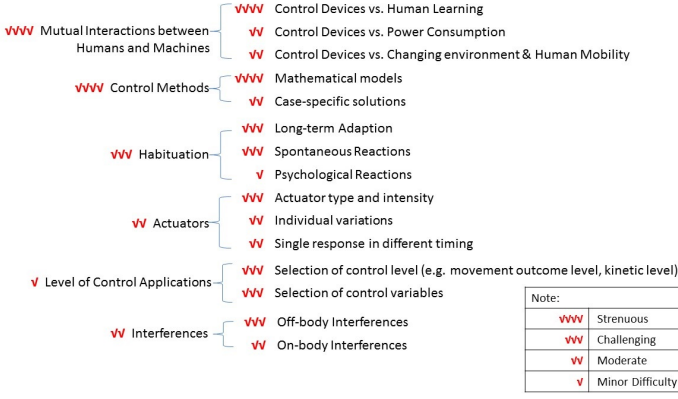 √√√√ Control Devices vs. Human Learning
√√√√ Mutual Interactions between
Humans and Machines
√√ Control Devices vs. Power Consumption
√√ Control Devices vs. Changing environment & Human Mobility
√√√√ Control Methods
√√√√ Mathematical models
√√ Case-specific solutions
√√√ Habituation
√√√ Long-term Adaption
√√√ Spontaneous Reactions
√ Psychological Reactions
√√ Actuators
√√√ Actuator type and intensity
√√ Individual variations
√√ Single response in different timing
√ Level of Control Applications
√√√ Selection of control level (e.g. movement outcome level, kinetic level)
√√√ Selection of control variables
√√ Interferences
√√√ Off-body Interferences
√√ On-body Interferences
Note:
√√√√ Strenuous
√√√ Challenging
√√ Moderate
√ Minor Difficulty